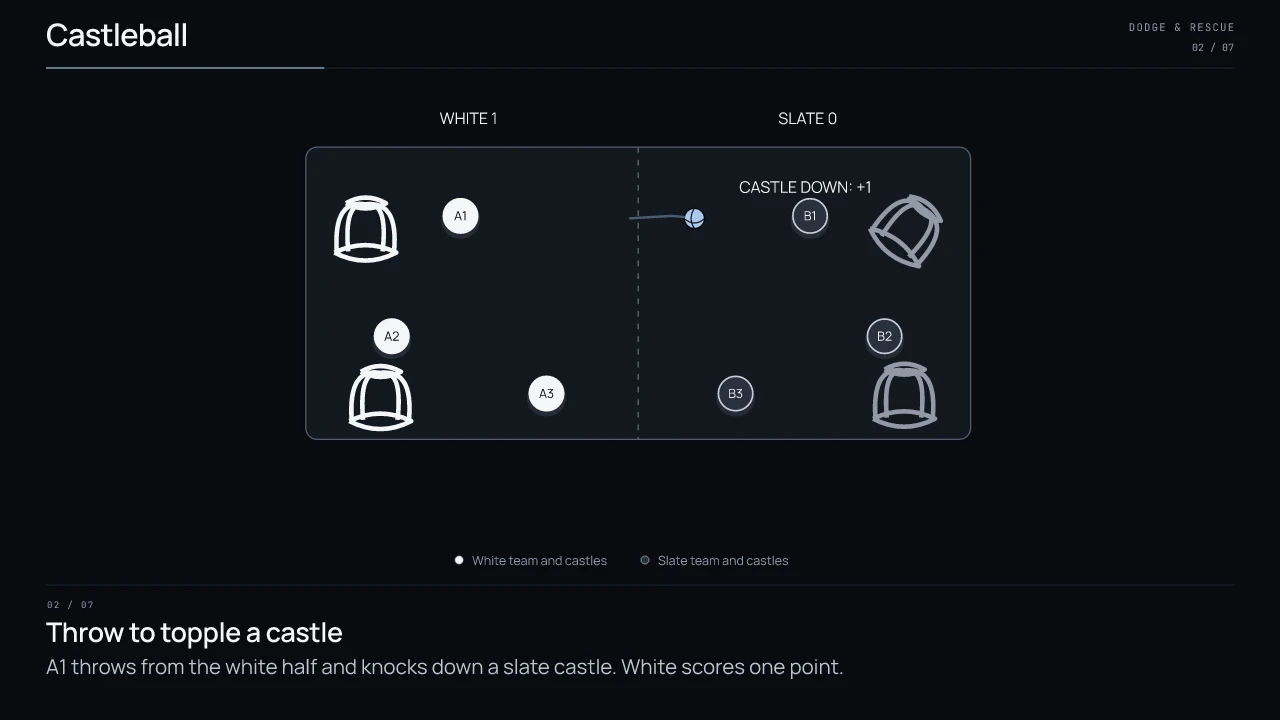 Castleball
DODGE & RESCUE
02 / 07
WHITE 1
SLATE 0
CASTLE DOWN: +1
A1
B1
A2
B2
A3
B3
White team and castles
Slate team and castles
02 / 07
Throw to topple a castle
A1 throws from the white half and knocks down a slate castle. White scores one point.